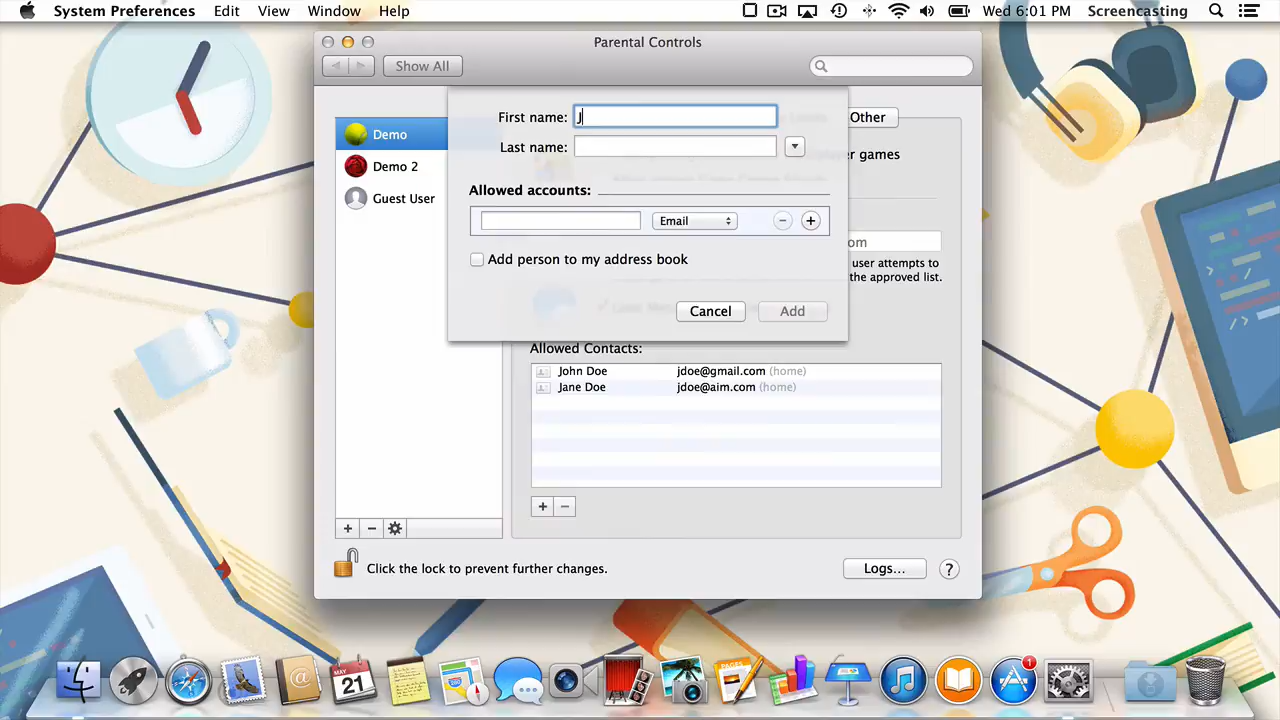 System Preferences Edit View Window Help Wed 6:01 PM Screencasting
Parental Controls
Show All
First name: J
Other
Last name:
games
Demo
Demo 2
Guest User
Allowed accounts:
Email
om
Add person to my address book
user attempts to
the approved list.
Cancel Add
Allowed Contacts:
John Doe jdoe@gmail.com (home)
Jane Doe jdoe@aim.com (home)
Click the lock to prevent further changes.
Logs... ?
MAY
21
PAGES
1